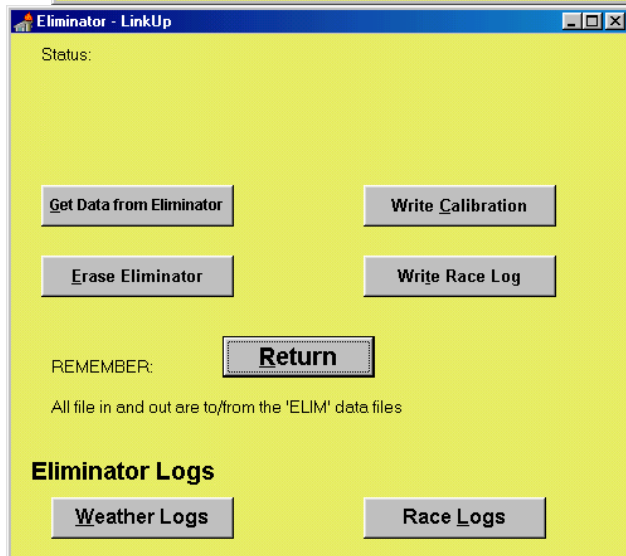 Eliminator - LinkUp
Status:
Get Data from Eliminator
Write Calibration
Erase Eliminator
Write Race Log
Return
REMEMBER:
All file in and out are to/from the 'ELIM' data files
Eliminator Logs
Weather Logs
Race Logs